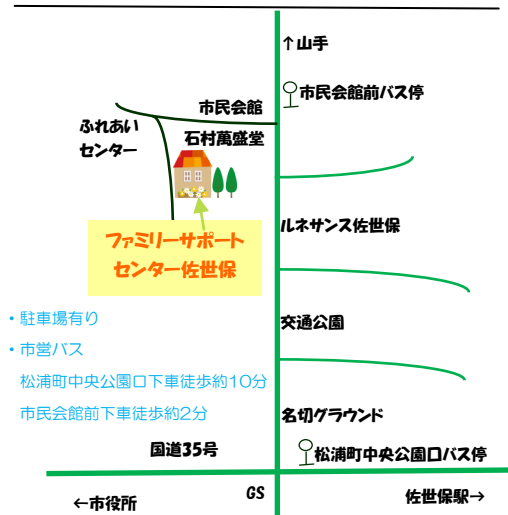 ↑山手
市民会館前バス停
市民会館
ふれあい
センター
石村萬盛堂
ルネサンス佐世保
ファミリーサポート
センター佐世保
・駐車場有り
交通公園
・市営バス
松浦町中央公園口下車徒歩約10分
市民会館前下車徒歩約2分
名切グラウンド
国道35号
松浦町中央公園口バス停
←市役所
GS
佐世保駅→